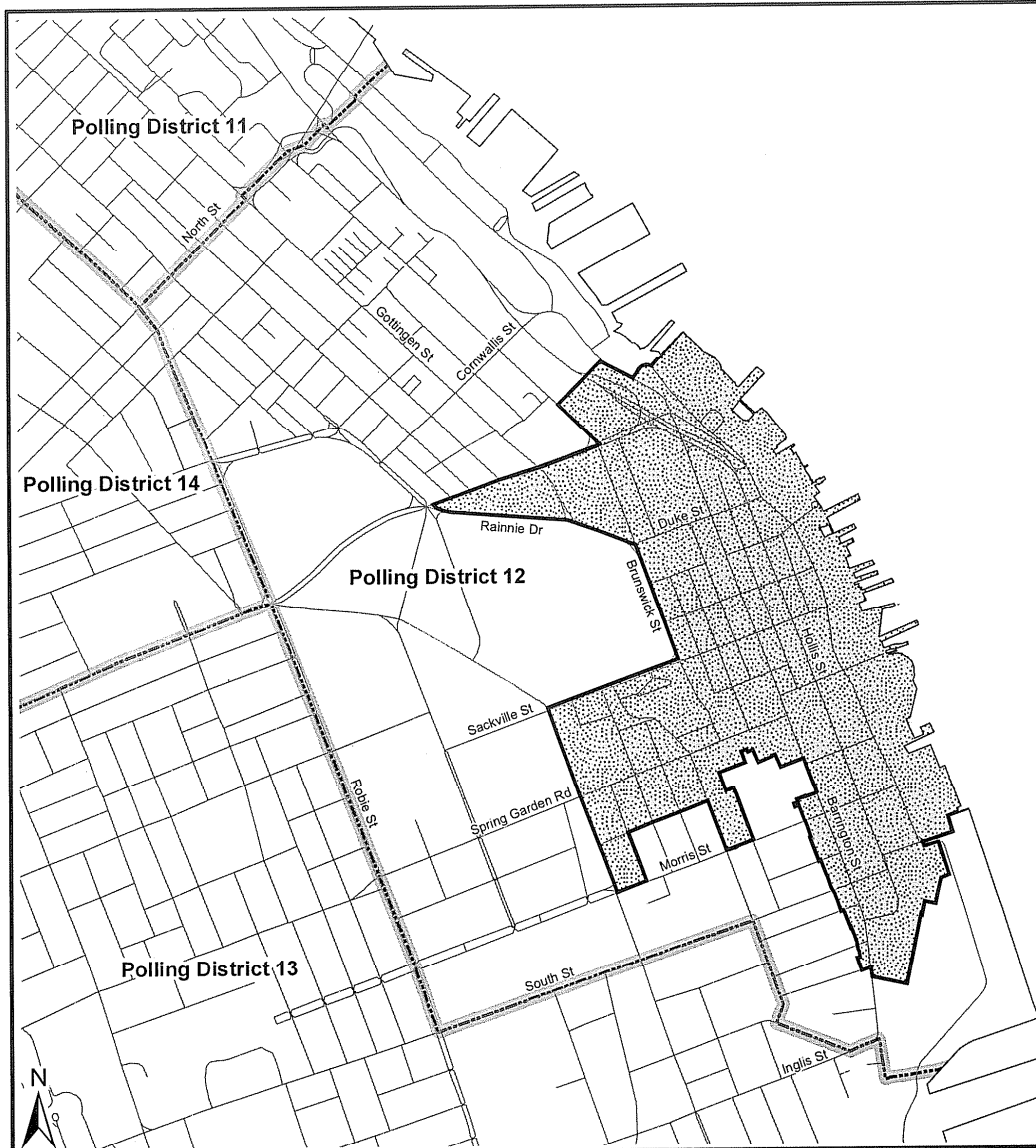 Polling District 11
North St
Gottingen St
Cornwallis St
Polling District 14
Rainnie Dr
Duke St
Polling District 12
Brunswick St
Hollis St
Sackville St
Robie St
Spring Garden Rd
Barrington St
Morris St
Polling District 13
South St
Inglis St
N